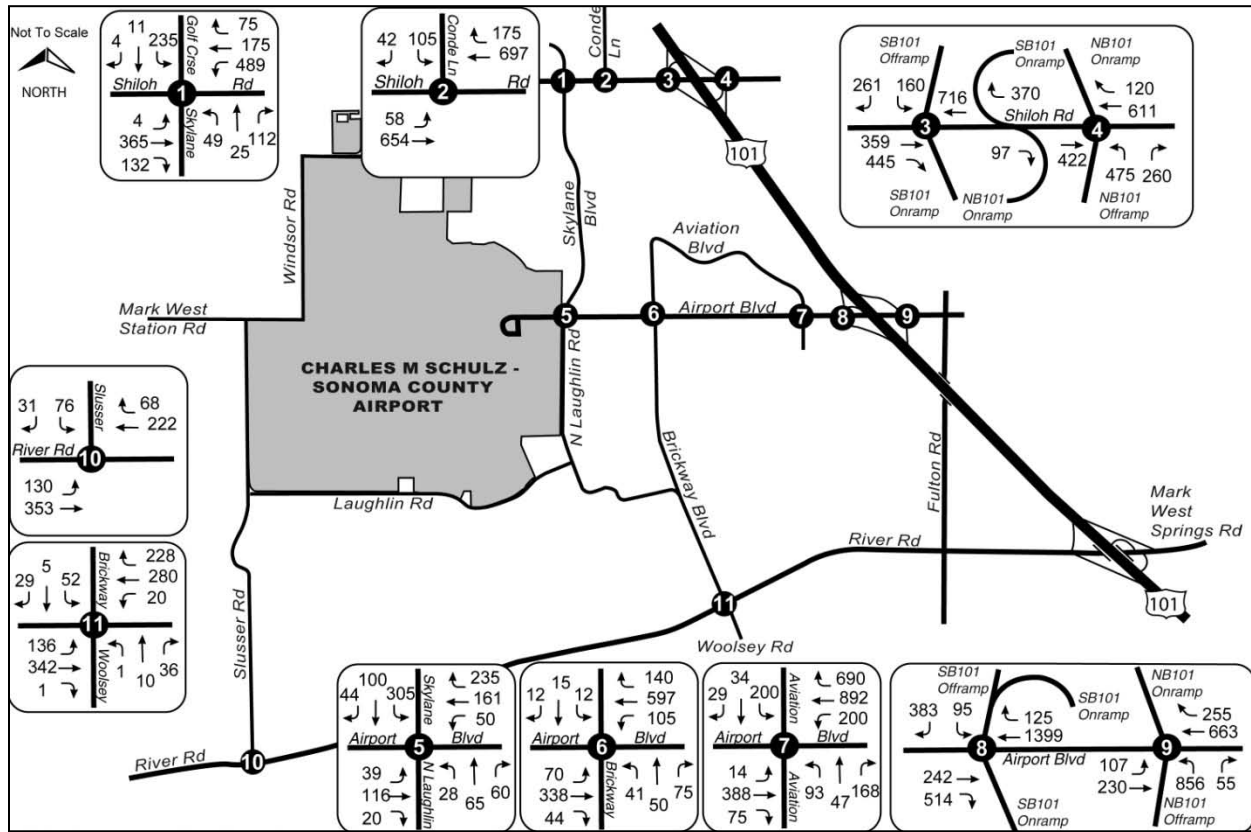 Not To Scale
NORTH
4 11 235
Golf Crse
75
175
489
Shiloh Rd
1
Skylane
4
365
132
49 25 112
42 105
Conde Ln
175
697
Shiloh Rd
2
58
654
Conde Ln
1 2 3 4
101
SB101 Offramp
SB101 Onramp
NB101 Onramp
261 160
716
370
120
611
Shiloh Rd
3
4
359
445
97
422
475 260
SB101 Onramp
NB101 Onramp
NB101 Offramp
Windsor Rd
Skylane Blvd
Aviation Blvd
Mark West
Station Rd
Airport Blvd
5 6 7 8 9
CHARLES M SCHULZ -
SONOMA COUNTY
AIRPORT
N Laughlin Rd
Brickway Blvd
Fulton Rd
Laughlin Rd
Mark
West
Springs Rd
River Rd
101
11
Woolsey Rd
Slusser Rd
River Rd
10
31 76
Slusser
68
222
River Rd
10
130
353
29 5 52
Brickway
228
280
20
11
136
342
1
Woolsey
1 10 36
44 100 305
Skylane
235
161
50
Airport Blvd
5
39
116
20
N Laughlin
28 65 60
12 15 12
140
597
105
Airport Blvd
6
70
338
44
Brickway
41 50 75
29 34 200
Aviation
690
892
200
Airport Blvd
7
14
388
75
Aviation
93 47 168
SB101 Offramp
SB101 Onramp
NB101 Onramp
383 95
125
1399
255
663
Airport Blvd
8
9
242
514
107
230
856 55
SB101 Onramp
NB101 Offramp